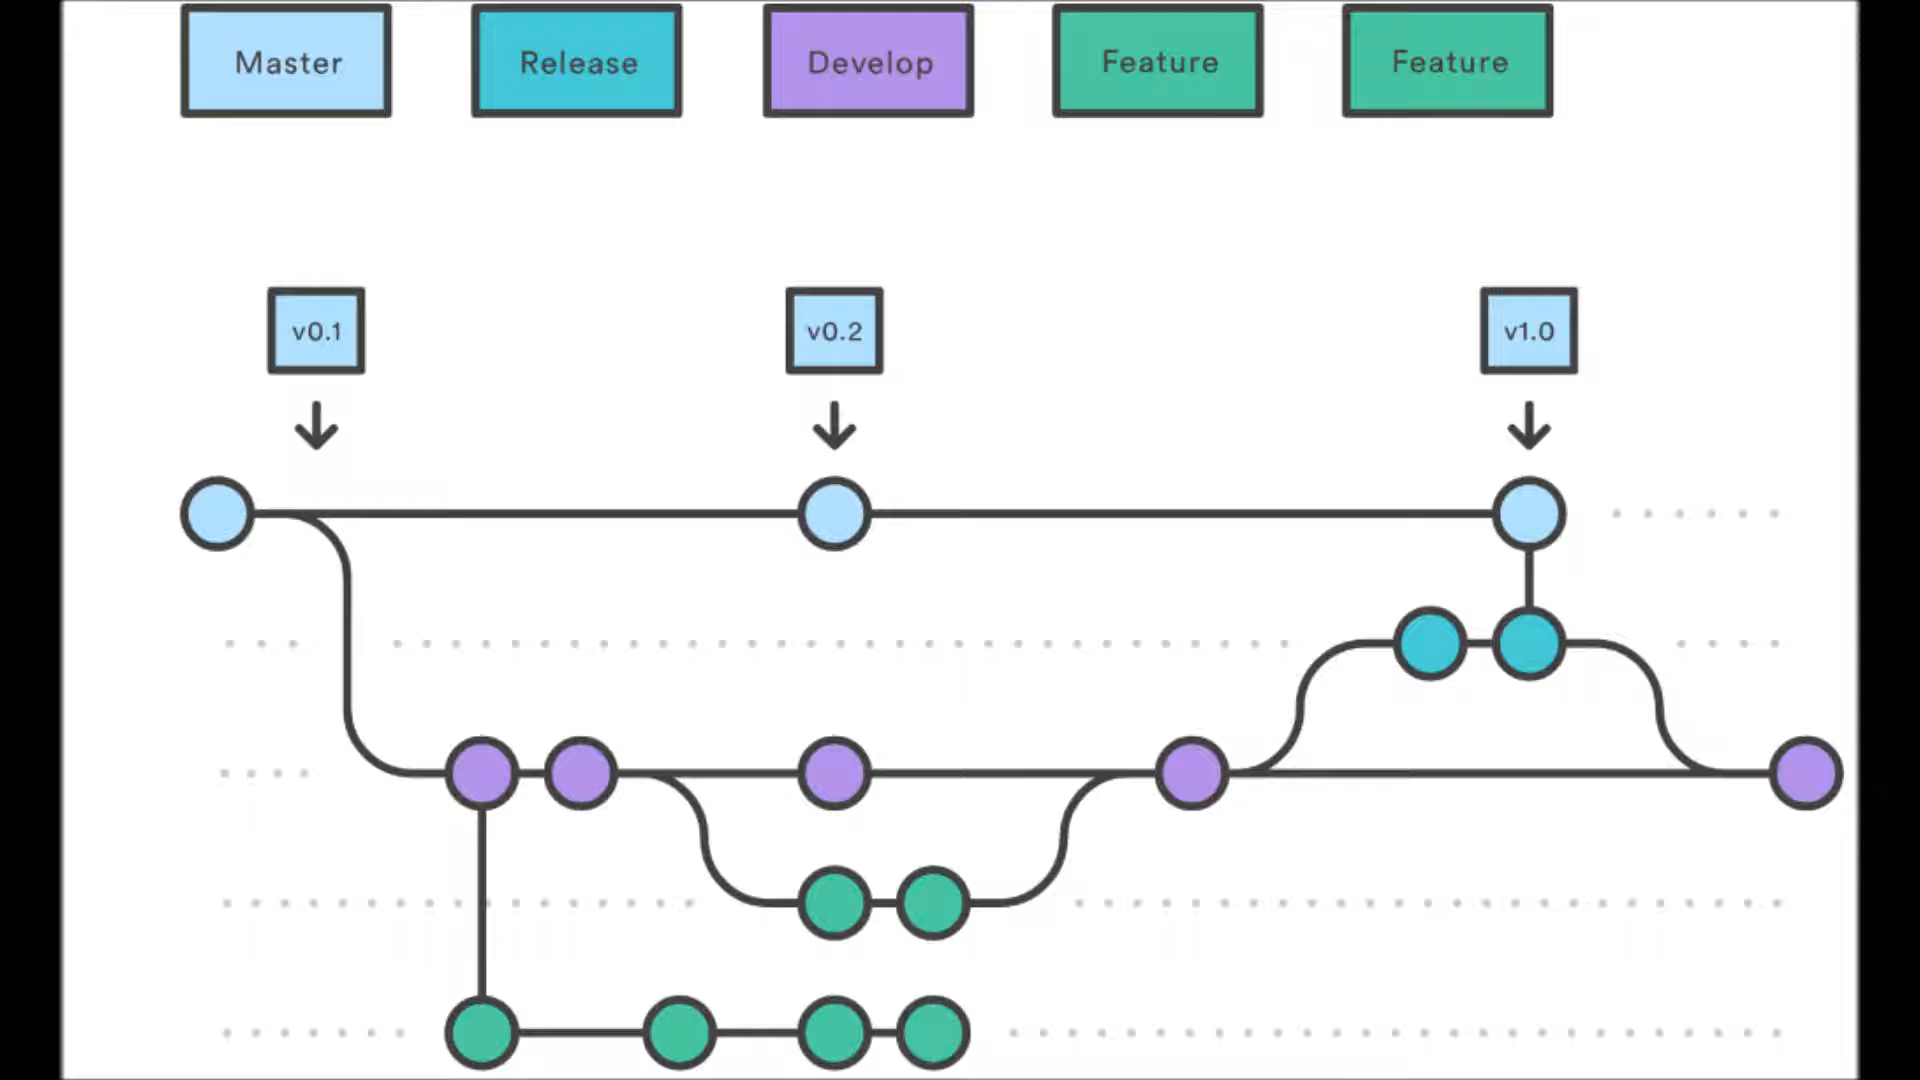 Master
Release
Develop
Feature
Feature
v0.1
v0.2
v1.0